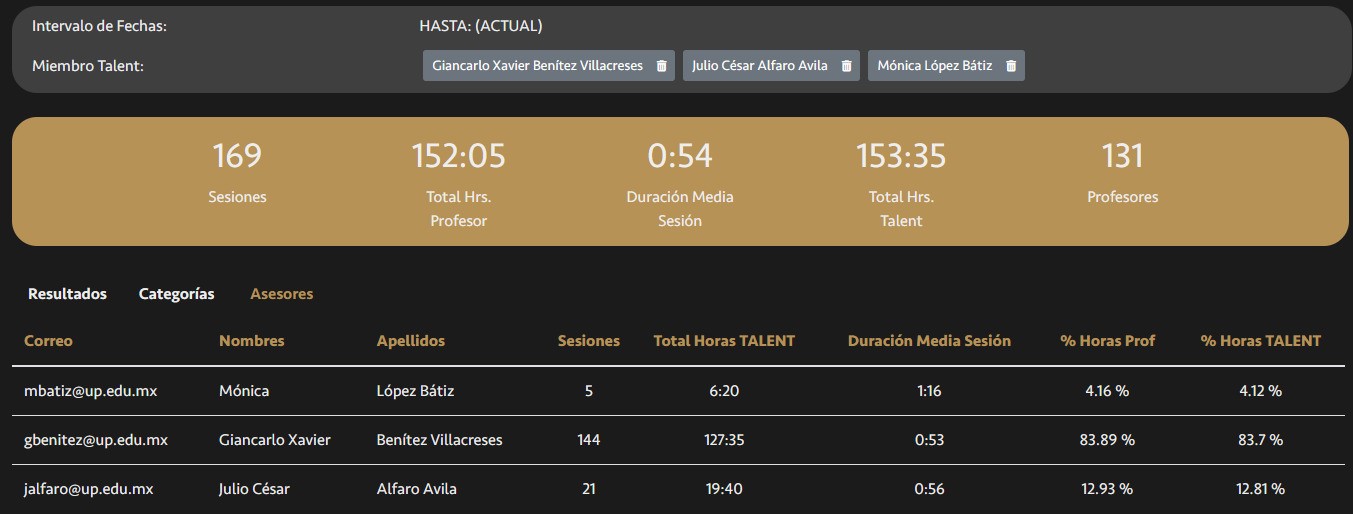 Intervalo de Fechas: HASTA: (ACTUAL)
Miembro Talent: Giancarlo Xavier Benítez Villacreses Julio César Alfaro Avila Mónica López Bátiz
169 152:05 0:54 153:35 131
Sesiones Total Hrs. Duración Media Total Hrs. Profesores
Profesor Sesión Talent
Resultados Categorías Asesores
Correo Nombres Apellidos Sesiones Total Horas TALENT Duración Media Sesión % Horas Prof % Horas TALENT
mbatiz@up.edu.mx Mónica López Bátiz 5 6:20 1:16 4.16 % 4.12 %
gbenitez@up.edu.mx Giancarlo Xavier Benítez Villacreses 144 127:35 0:53 83.89 % 83.7 %
jalfaro@up.edu.mx Julio César Alfaro Avila 21 19:40 0:56 12.93 % 12.81 %